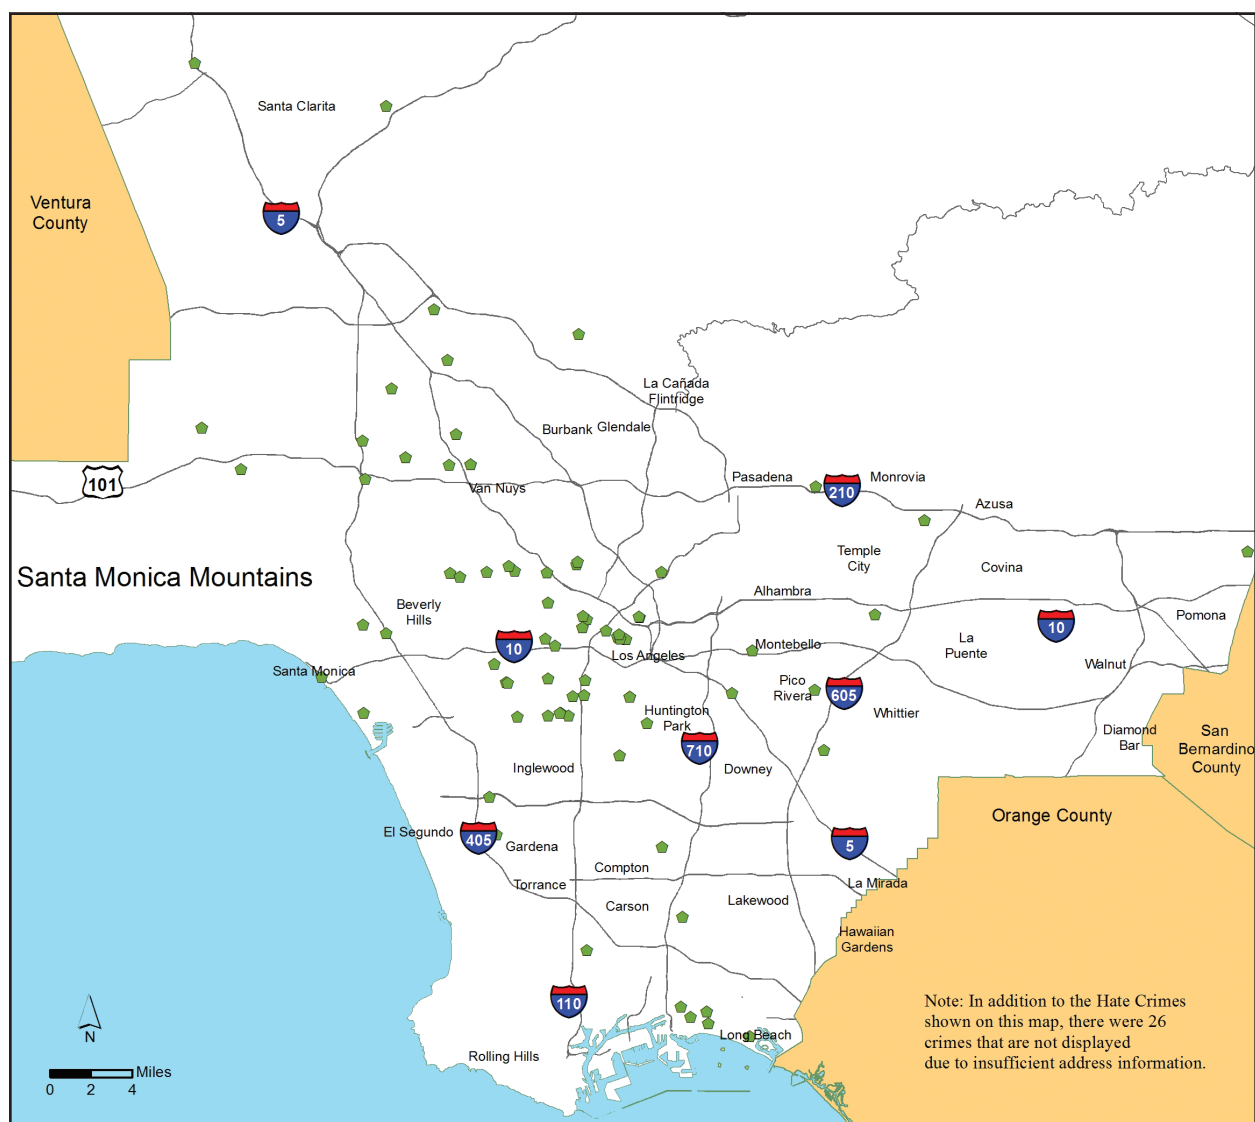 Santa Clarita
Ventura
County
5
La Cañada
Flintridge
Burbank
Glendale
101
Van Nuys
Pasadena
210
Monrovia
Azusa
Santa Monica Mountains
Temple
City
Covina
Alhambra
Beverly
Hills
10
Los Angeles
Montebello
La
Puente
10
Pomona
Walnut
Santa Monica
Pico
Rivera
605
Whittier
Huntington
Park
710
Downey
Diamond
Bar
San
Bernardino
County
Inglewood
Orange County
El Segundo
405
Gardena
5
Compton
Torrance
La Mirada
Carson
Lakewood
Hawaiian
Gardens
110
Long Beach
Rolling Hills
Note: In addition to the Hate Crimes
shown on this map, there were 26
crimes that are not displayed
due to insufficient address information.
N
Miles
0 2 4